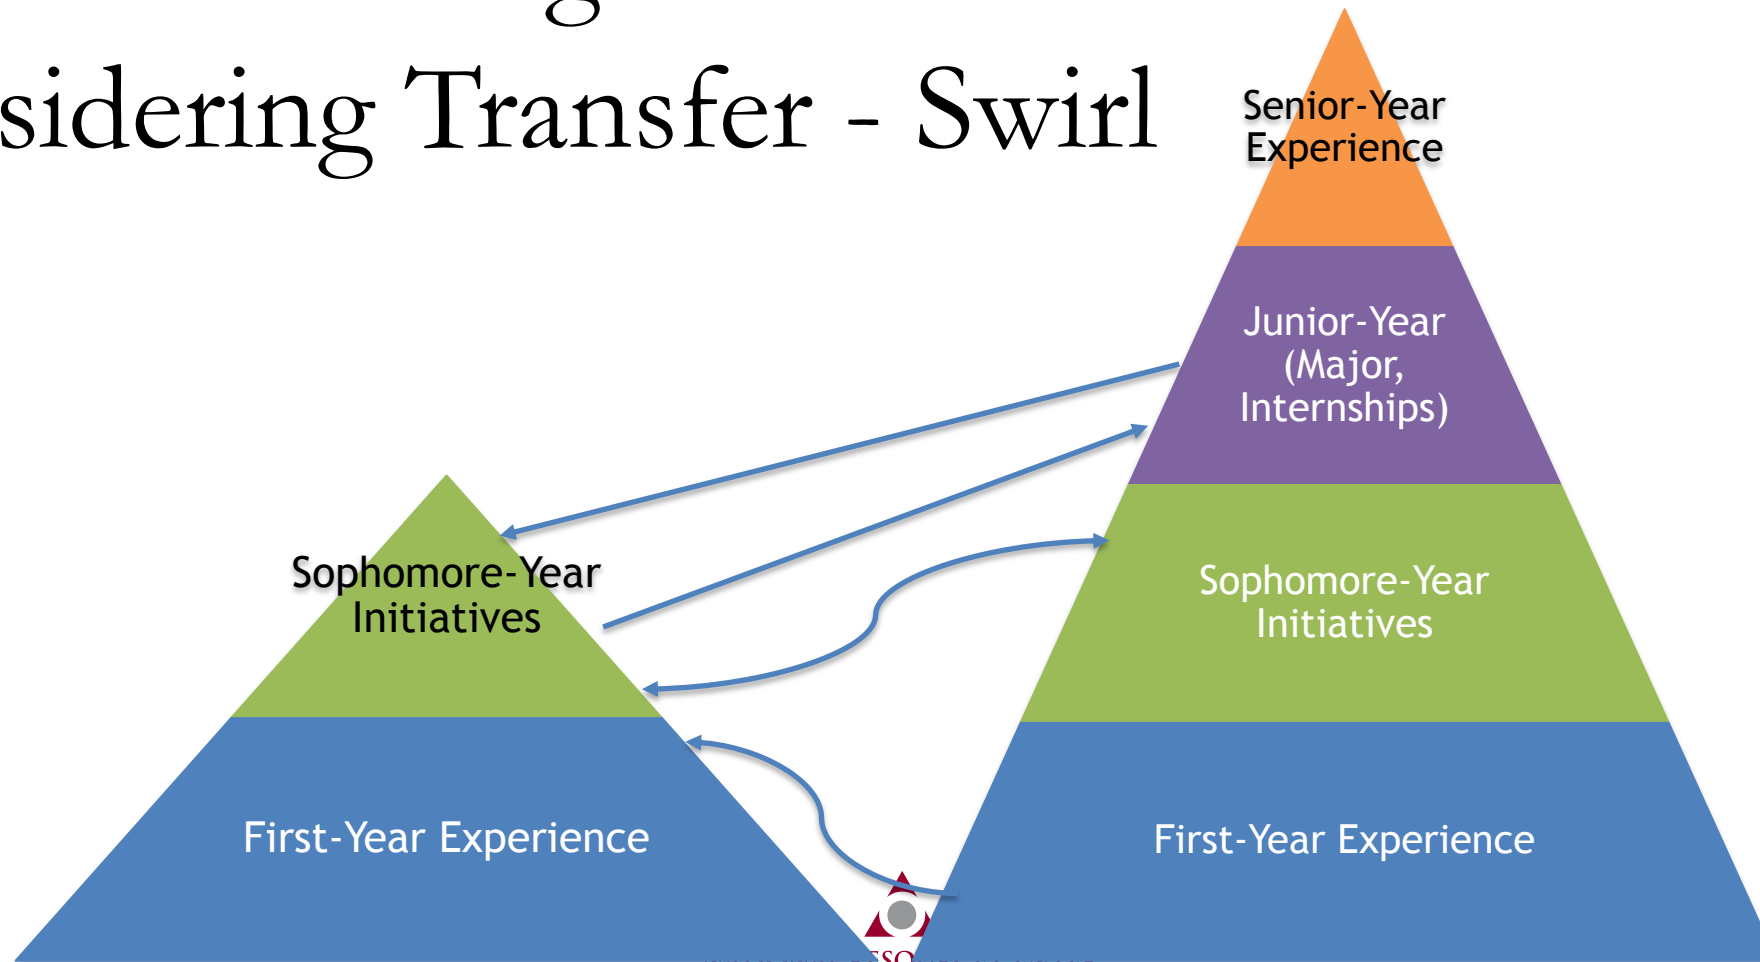 sidering Transfer - Swirl
Senior-Year
Experience
Junior-Year
(Major,
Internships)
Sophomore-Year
Initiatives
Sophomore-Year
Initiatives
First-Year Experience
First-Year Experience